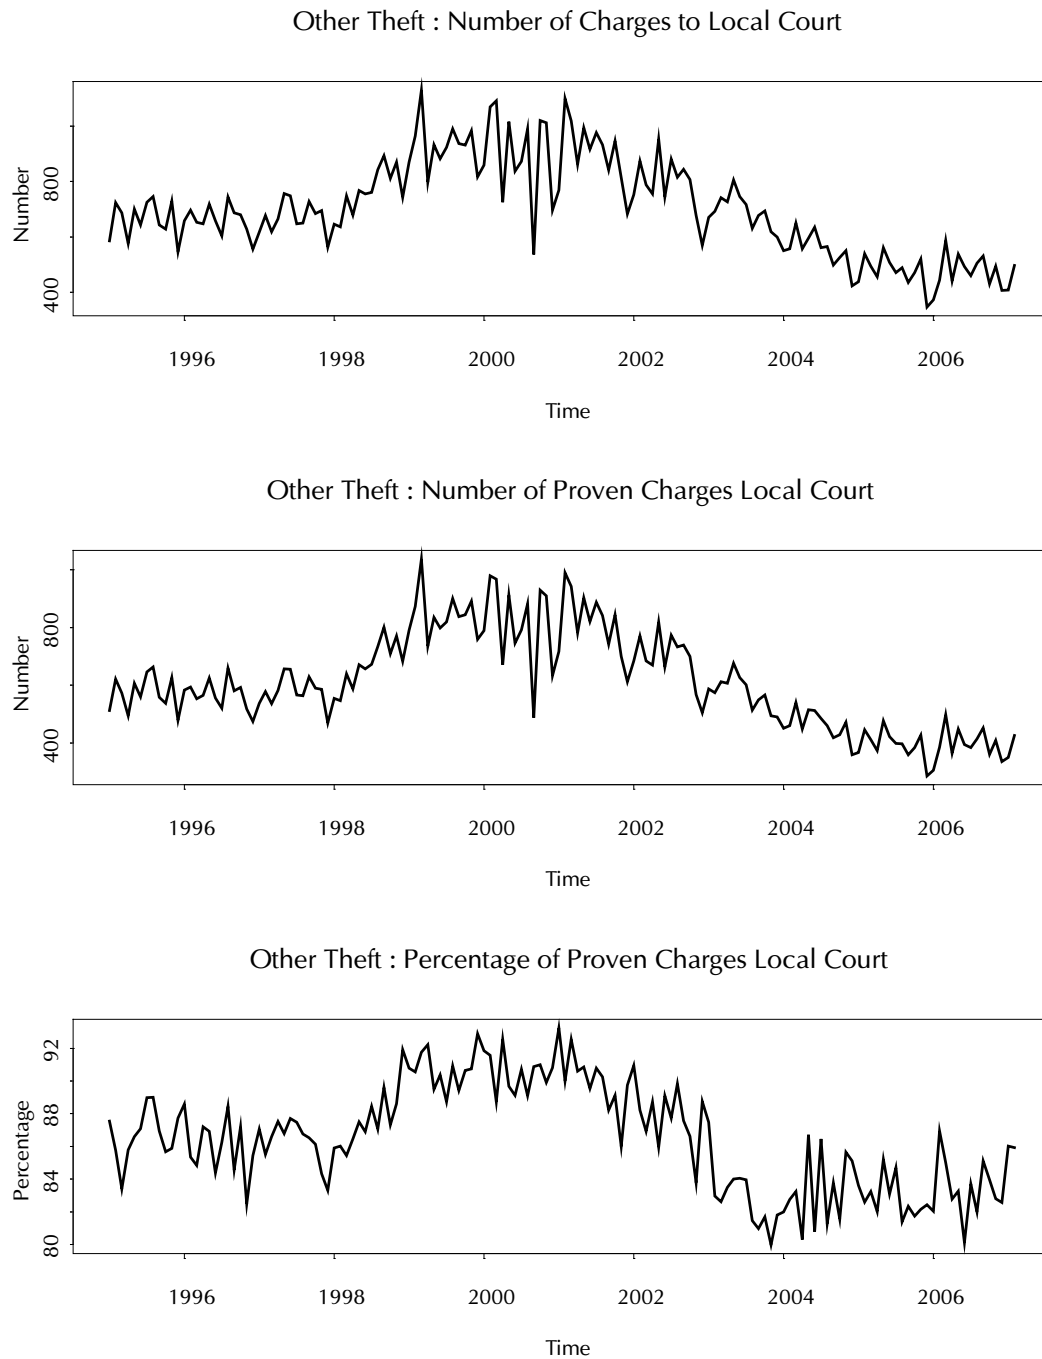 Other Theft : Number of Charges to Local Court
Number
800
400
1996 1998 2000 2002 2004 2006
Time
Other Theft : Number of Proven Charges Local Court
Number
800
400
1996 1998 2000 2002 2004 2006
Time
Other Theft : Percentage of Proven Charges Local Court
Percentage
92
88
84
80
1996 1998 2000 2002 2004 2006
Time